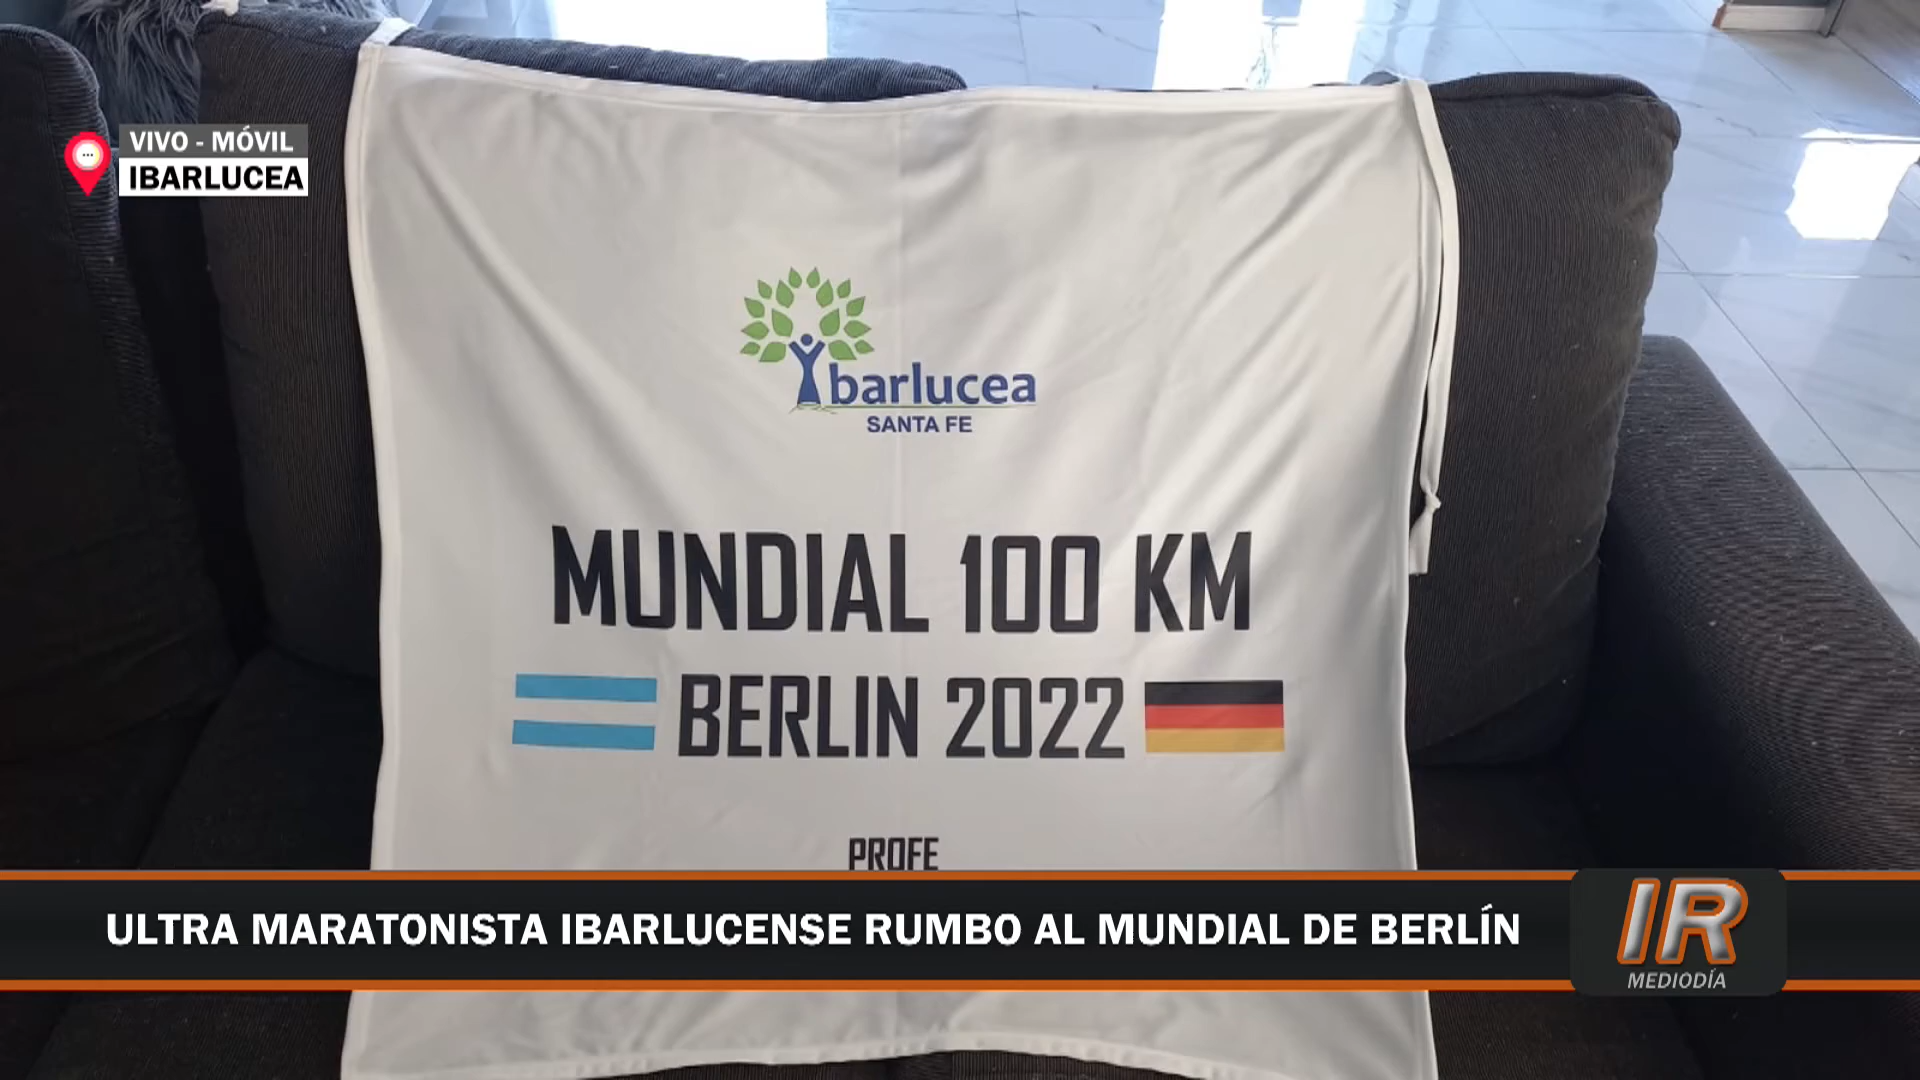 VIVO - MÓVIL
IBARLUCEA
Ibarlucea
SANTA FE
MUNDIAL 100 KM
BERLIN 2022
PROFE
ULTRA MARATONISTA IBARLUCENSE RUMBO AL MUNDIAL DE BERLÍN
IR
MEDIODÍA